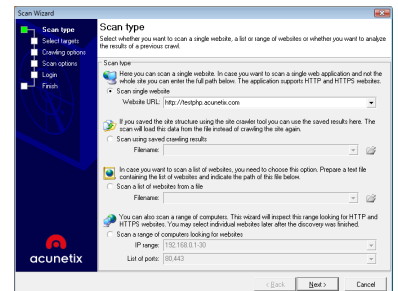 Scan Wizard
Scan type
Select targets
Crawling options
Scan options
Login
Finish
acunetix
Scan type
Select whether you want to scan a single website, a list or range of websites or whether you want to analyze
the results of a previous crawl.
Scan type
Here you can scan a single website. In case you want to scan a single web application and not the
whole site you can enter the full path below. The application supports HTTP and HTTPS websites.
Scan single website
Website URL: http://testphp.acunetix.com
If you saved the site structure using the site crawler tool you can use the saved results here. The
scan will load this data from the file instead of crawling the site again.
Scan using saved crawling results
Filename:
In case you want to scan a list of websites, you need to choose this option. Prepare a text file
containing the list of websites and indicate the path of this file below.
Scan a list of websites from a file
Filename:
You can also scan a range of computers. This wizard will inspect this range looking for HTTP and
HTTPS websites. You may select individual websites later after the discovery was finished.
Scan a range of computers looking for websites
IP range: 192.168.0.1-30
List of ports: 80,443
< Back
Next >
Cancel